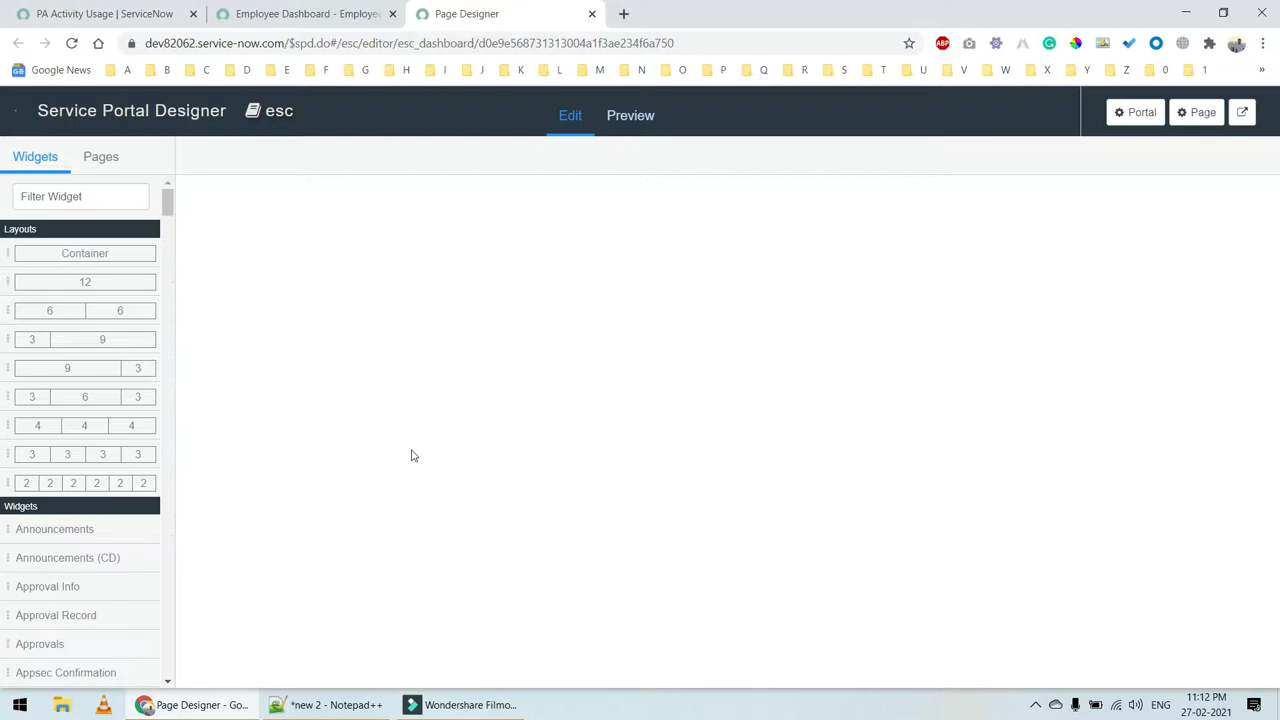 PA Activity Usage | ServiceNow
Employee Dashboard - Employee
Page Designer
dev82062.service-now.com/$spd.do#/esc/editor/esc_dashboard/d0e9e568731313004a1f3ae234f6a750
Google News A B C D E F G H I J K L M N O P Q R S T U V W X Y Z 0 1 »
Service Portal Designer esc
Edit Preview
Portal Page
Widgets Pages
Filter Widget
Layouts
Container
12
6 6
3 9
9 3
3 6 3
4 4 4
3 3 3 3
2 2 2 2 2 2
Widgets
Announcements
Announcements (CD)
Approval Info
Approval Record
Approvals
Appsec Confirmation
Page Designer - Go...
*new 2 - Notepad++
Wondershare Filmo...
ENG
11:12 PM
27-02-2021
ABP